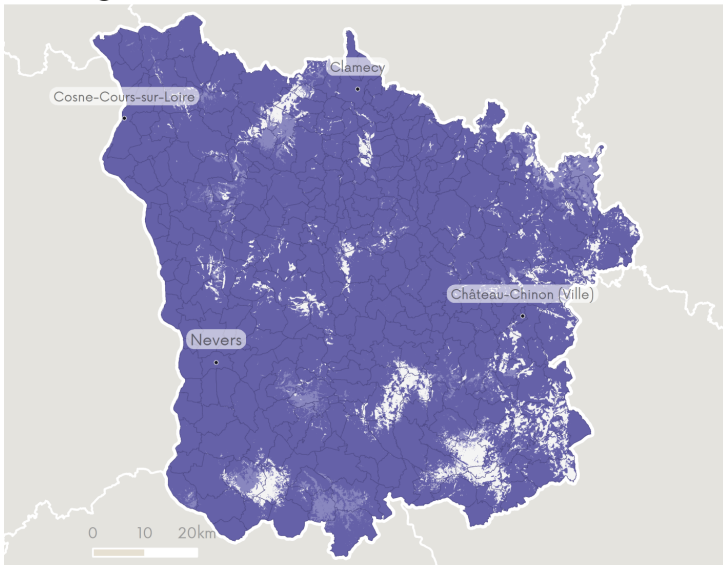 Clamecy
Cosne-Cours-sur-Loire
Château-Chinon (Ville)
Nevers
0 10 20km